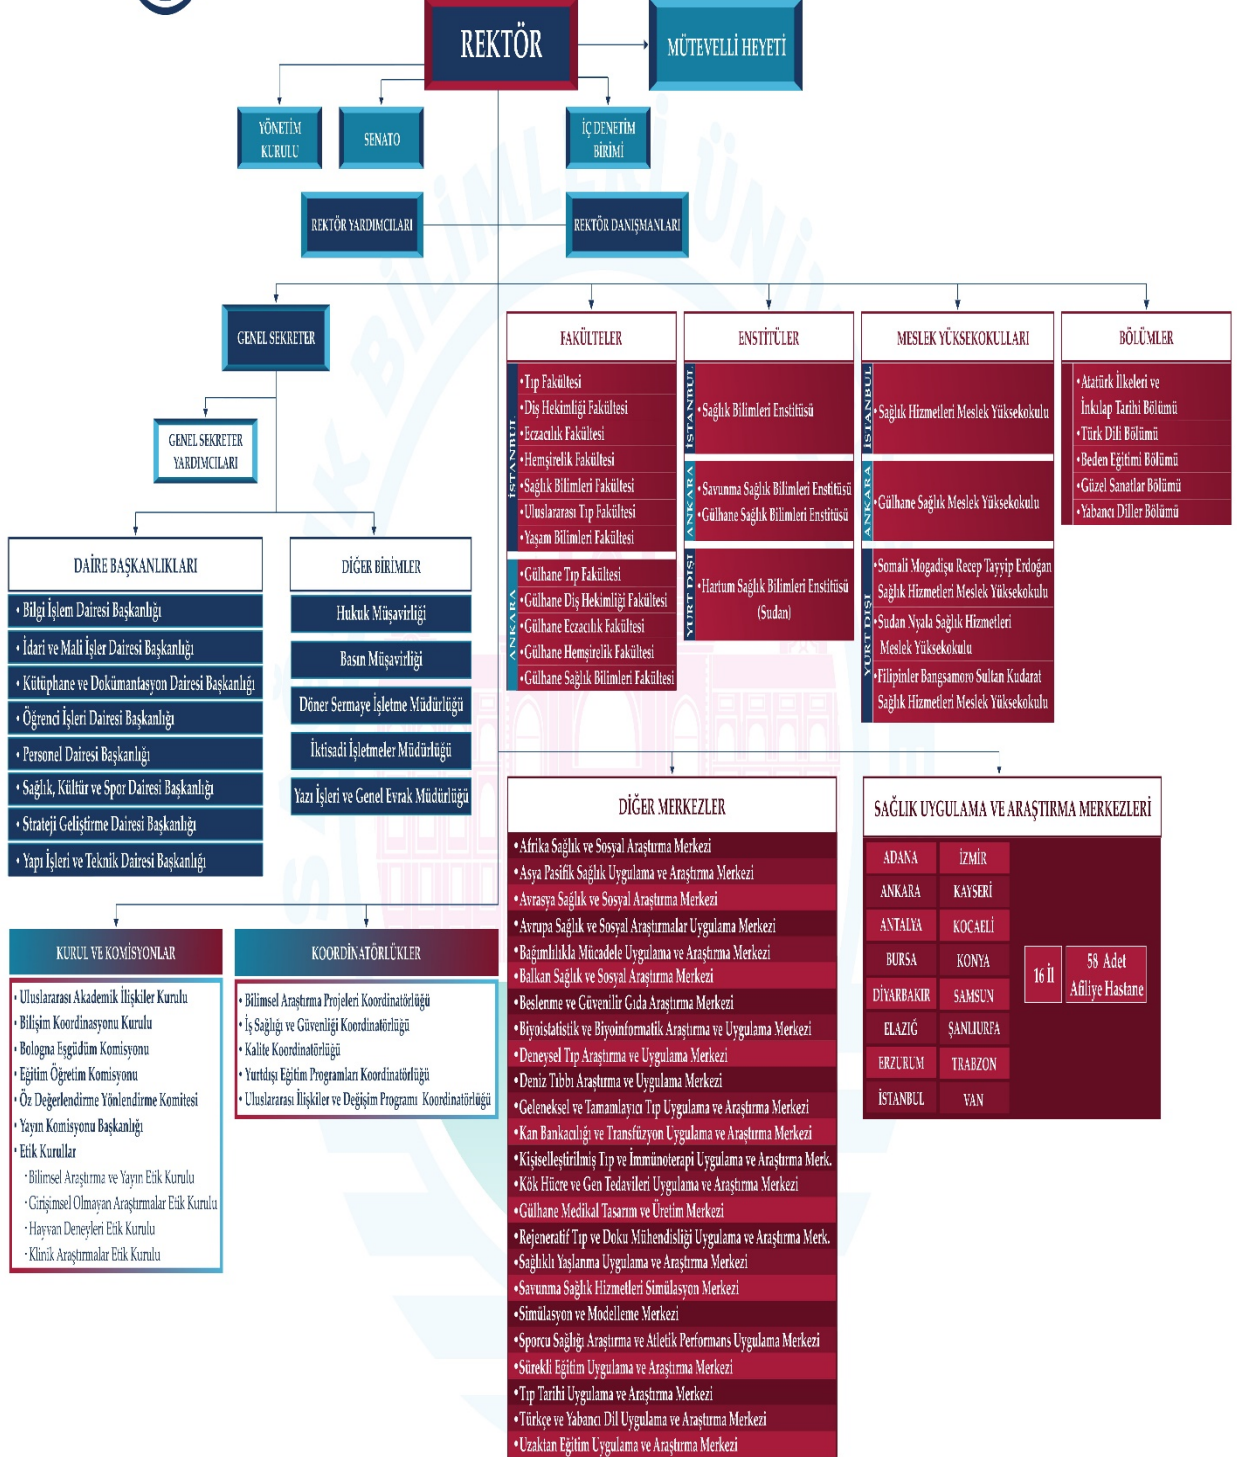 REKTÖR
MÜTEVELLİ HEYETİ
YÖNETİM
KURULU
SENATO
İÇ DENETİM
BİRİMİ
REKTÖR YARDIMCILARI
REKTÖR DANIŞMANLARI
GENEL SEKRETER
GENEL SEKRETER
YARDIMCILARI
FAKÜLTELER
İSTANBUL
•Tıp Fakültesi
•Diş Hekimliği Fakültesi
•Eczacılık Fakültesi
•Hemşirelik Fakültesi
•Sağlık Bilimleri Fakültesi
•Uluslararası Tıp Fakültesi
•Yaşam Bilimleri Fakültesi
ANKARA
•Gülhane Tıp Fakültesi
•Gülhane Diş Hekimliği Fakültesi
•Gülhane Eczacılık Fakültesi
•Gülhane Hemşirelik Fakültesi
•Gülhane Sağlık Bilimleri Fakültesi
ENSTİTÜLER
İSTANBUL
•Sağlık Bilimleri Enstitüsü
ANKARA
•Savunma Sağlık Bilimleri Enstitüsü
•Gülhane Sağlık Bilimleri Enstitüsü
YURT DIŞI
•Hartum Sağlık Bilimleri Enstitüsü
(Sudan)
MESLEK YÜKSEKOKULLARI
İSTANBUL
•Sağlık Hizmetleri Meslek Yüksekokulu
ANKARA
•Gülhane Sağlık Meslek Yüksekokulu
YURT DIŞI
•Somali Mogadişu Recep Tayyip Erdoğan
Sağlık Hizmetleri Meslek Yüksekokulu
•Sudan Nyala Sağlık Hizmetleri
Meslek Yüksekokulu
•Filipinler Bangsamoro Sultan Kudarat
Sağlık Hizmetleri Meslek Yüksekokulu
BÖLÜMLER
•Atatürk İlkeleri ve
İnkılap Tarihi Bölümü
•Türk Dili Bölümü
•Beden Eğitimi Bölümü
•Güzel Sanatlar Bölümü
•Yabancı Diller Bölümü
DAİRE BAŞKANLIKLARI
• Bilgi İşlem Dairesi Başkanlığı
• İdari ve Mali İşler Dairesi Başkanlığı
• Kütüphane ve Dokümantasyon Dairesi Başkanlığı
• Öğrenci İşleri Dairesi Başkanlığı
• Personel Dairesi Başkanlığı
• Sağlık, Kültür ve Spor Dairesi Başkanlığı
• Strateji Geliştirme Dairesi Başkanlığı
• Yapı İşleri ve Teknik Dairesi Başkanlığı
DİĞER BİRİMLER
Hukuk Müşavirliği
Basın Müşavirliği
Döner Sermaye İşletme Müdürlüğü
İktisadi İşletmeler Müdürlüğü
Yazı İşleri ve Genel Evrak Müdürlüğü
KURUL VE KOMİSYONLAR
• Uluslararası Akademik İlişkiler Kurulu
• Bilişim Koordinasyonu Kurulu
• Bologna Eşgüdüm Komisyonu
• Eğitim Öğretim Komisyonu
• Öz Değerlendirme Yönlendirme Komitesi
• Yayın Komisyonu Başkanlığı
• Etik Kurullar
· Bilimsel Araştırma ve Yayın Etik Kurulu
· Girişimsel Olmayan Araştırmalar Etik Kurulu
· Hayvan Deneyleri Etik Kurulu
· Klinik Araştırmalar Etik Kurulu
KOORDİNATÖRLÜKLER
• Bilimsel Araştırma Projeleri Koordinatörlüğü
• İş Sağlığı ve Güvenliği Koordinatörlüğü
• Kalite Koordinatörlüğü
• Yurtdışı Eğitim Programları Koordinatörlüğü
• Uluslararası İlişkiler ve Değişim Programı Koordinatörlüğü
DİĞER MERKEZLER
•Afrika Sağlık ve Sosyal Araştırma Merkezi
•Asya Pasifik Sağlık Uygulama ve Araştırma Merkezi
•Avrasya Sağlık ve Sosyal Araştırma Merkezi
•Avrupa Sağlık ve Sosyal Araştırmalar Uygulama Merkezi
•Bağımlılıkla Mücadele Uygulama ve Araştırma Merkezi
•Balkan Sağlık ve Sosyal Araştırma Merkezi
•Beslenme ve Güvenilir Gıda Araştırma Merkezi
•Biyoistatistik ve Biyoinformatik Araştırma ve Uygulama Merkezi
•Deneysel Tıp Araştırma ve Uygulama Merkezi
•Deniz Tıbbı Araştırma ve Uygulama Merkezi
•Geleneksel ve Tamamlayıcı Tıp Uygulama ve Araştırma Merkezi
•Kan Bankacılığı ve Transfüzyon Uygulama ve Araştırma Merkezi
•Kişiselleştirilmiş Tıp ve İmmünoterapi Uygulama ve Araştırma Merk.
•Kök Hücre ve Gen Tedavileri Uygulama ve Araştırma Merkezi
•Gülhane Medikal Tasarım ve Üretim Merkezi
•Rejeneratif Tıp ve Doku Mühendisliği Uygulama ve Araştırma Merk.
•Sağlıklı Yaşlanma Uygulama ve Araştırma Merkezi
•Savunma Sağlık Hizmetleri Simülasyon Merkezi
•Simülasyon ve Modelleme Merkezi
•Sporcu Sağlığı Araştırma ve Atletik Performans Uygulama Merkezi
•Sürekli Eğitim Uygulama ve Araştırma Merkezi
•Tıp Tarihi Uygulama ve Araştırma Merkezi
•Türkçe ve Yabancı Dil Uygulama ve Araştırma Merkezi
•Uzaktan Eğitim Uygulama ve Araştırma Merkezi
SAĞLIK UYGULAMA VE ARAŞTIRMA MERKEZLERİ
ADANA İZMİR
ANKARA KAYSERİ
ANTALYA KOCAELİ
BURSA KONYA
DİYARBAKIR SAMSUN
ELAZIĞ ŞANLIURFA
ERZURUM TRABZON
İSTANBUL VAN
16 İl
58 Adet
Afiliye Hastane